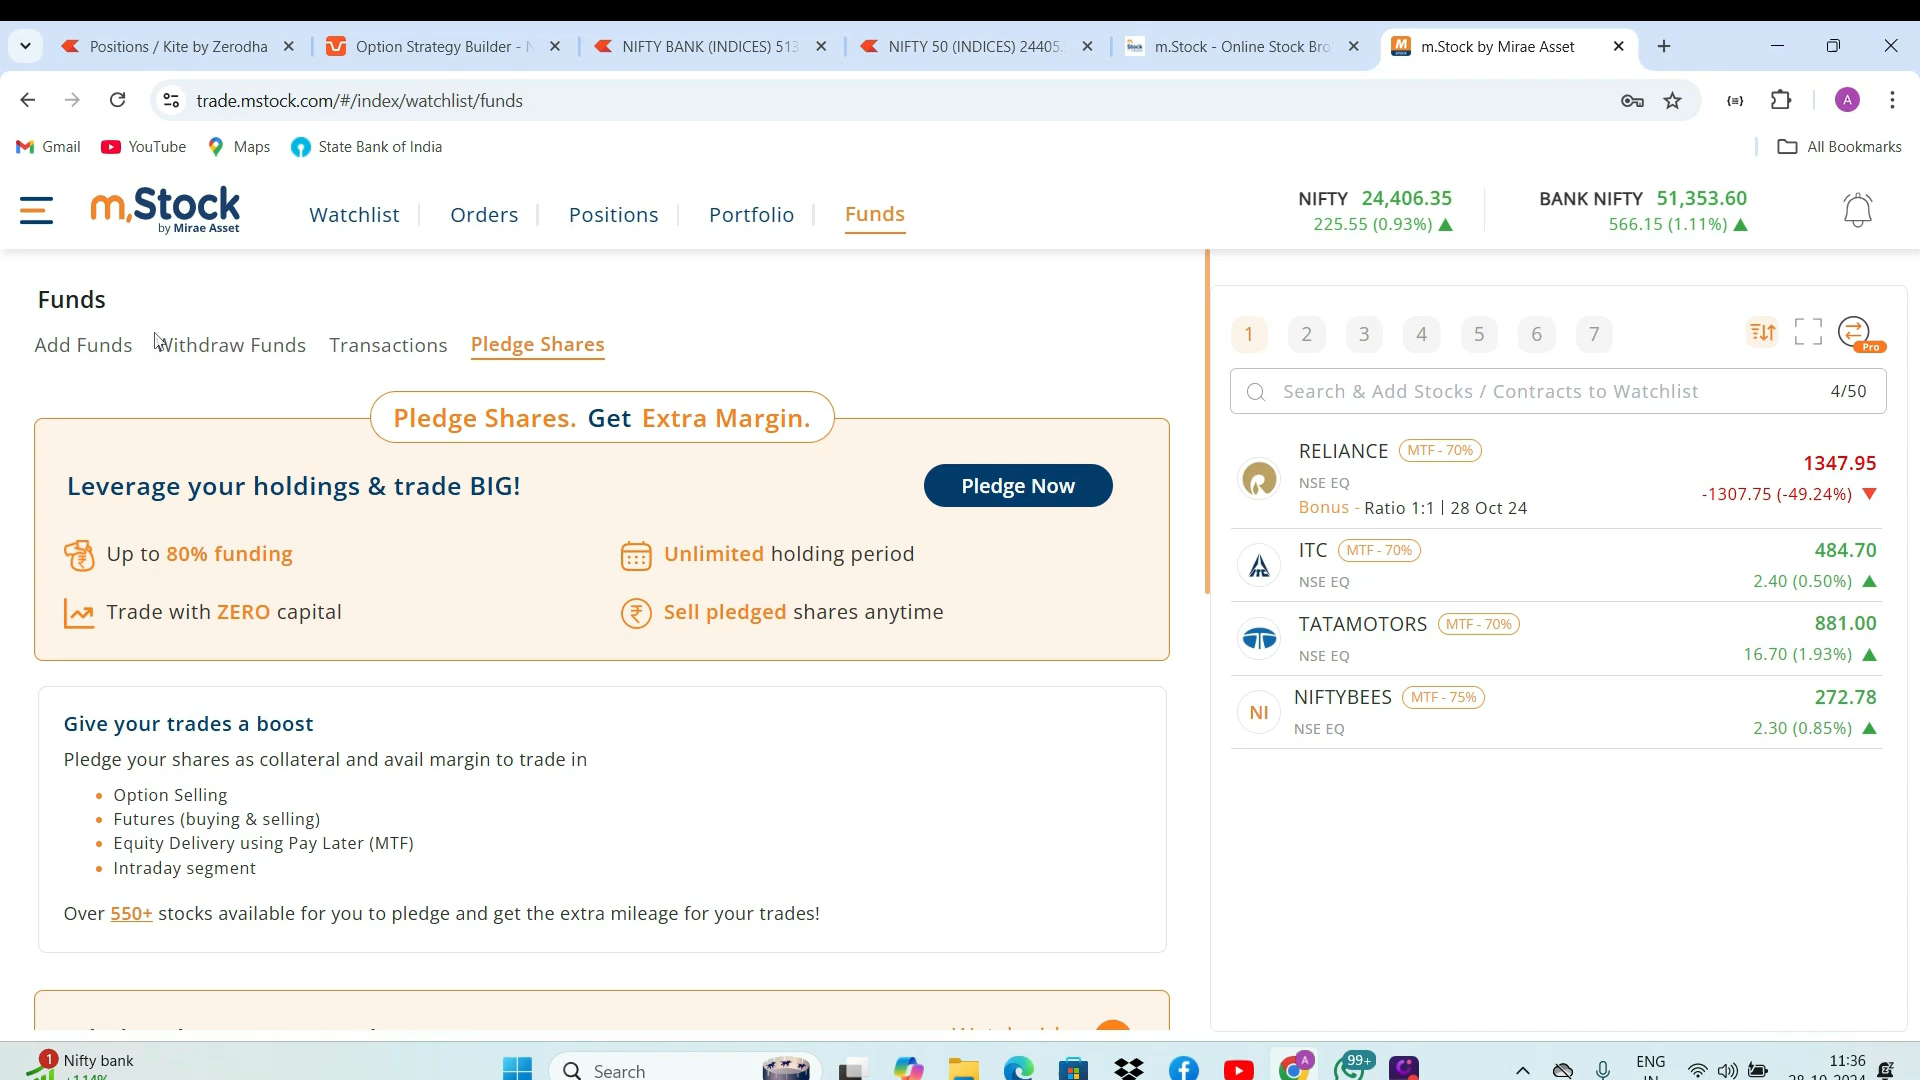 Positions / Kite by Zerodha
Option Strategy Builder -
NIFTY BANK (INDICES) 513
NIFTY 50 (INDICES) 24405.
m.Stock - Online Stock Bro
m.Stock by Mirae Asset
trade.mstock.com/#/index/watchlist/funds
A
Gmail
YouTube
Maps
State Bank of India
All Bookmarks
m.Stock
by Mirae Asset
Watchlist
Orders
Positions
Portfolio
Funds
NIFTY 24,406.35
225.55 (0.93%)
BANK NIFTY 51,353.60
566.15 (1.11%)
Funds
Add Funds
Withdraw Funds
Transactions
Pledge Shares
Pledge Shares. Get Extra Margin.
Leverage your holdings & trade BIG!
Pledge Now
Up to 80% funding
Unlimited holding period
Trade with ZERO capital
Sell pledged shares anytime
Give your trades a boost
Pledge your shares as collateral and avail margin to trade in
Option Selling
Futures (buying & selling)
Equity Delivery using Pay Later (MTF)
Intraday segment
Over 550+ stocks available for you to pledge and get the extra mileage for your trades!
1 2 3 4 5 6 7
Pro
Search & Add Stocks / Contracts to Watchlist
4/50
RELIANCE MTF - 70%
1347.95
NSE EQ
-1307.75 (-49.24%)
Bonus - Ratio 1:1 | 28 Oct 24
ITC MTF - 70%
484.70
NSE EQ
2.40 (0.50%)
TATAMOTORS MTF - 70%
881.00
NSE EQ
16.70 (1.93%)
NI
NIFTYBEES MTF - 75%
272.78
NSE EQ
2.30 (0.85%)
1
Nifty bank
Search
A
99+
ENG
11:36